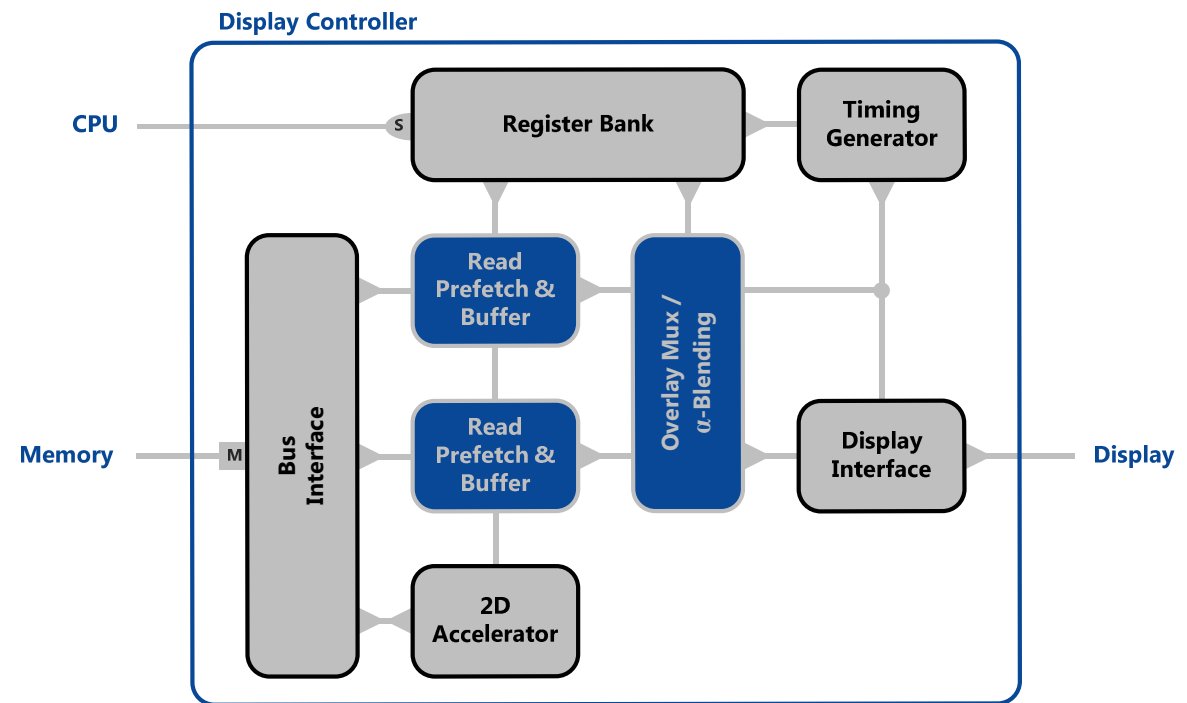 Display Controller
CPU
S
Register Bank
Timing
Generator
Read
Prefetch &
Buffer
Overlay Mux /
α-Blending
Memory
M
Bus
Interface
Read
Prefetch &
Buffer
Display
Interface
Display
2D
Accelerator